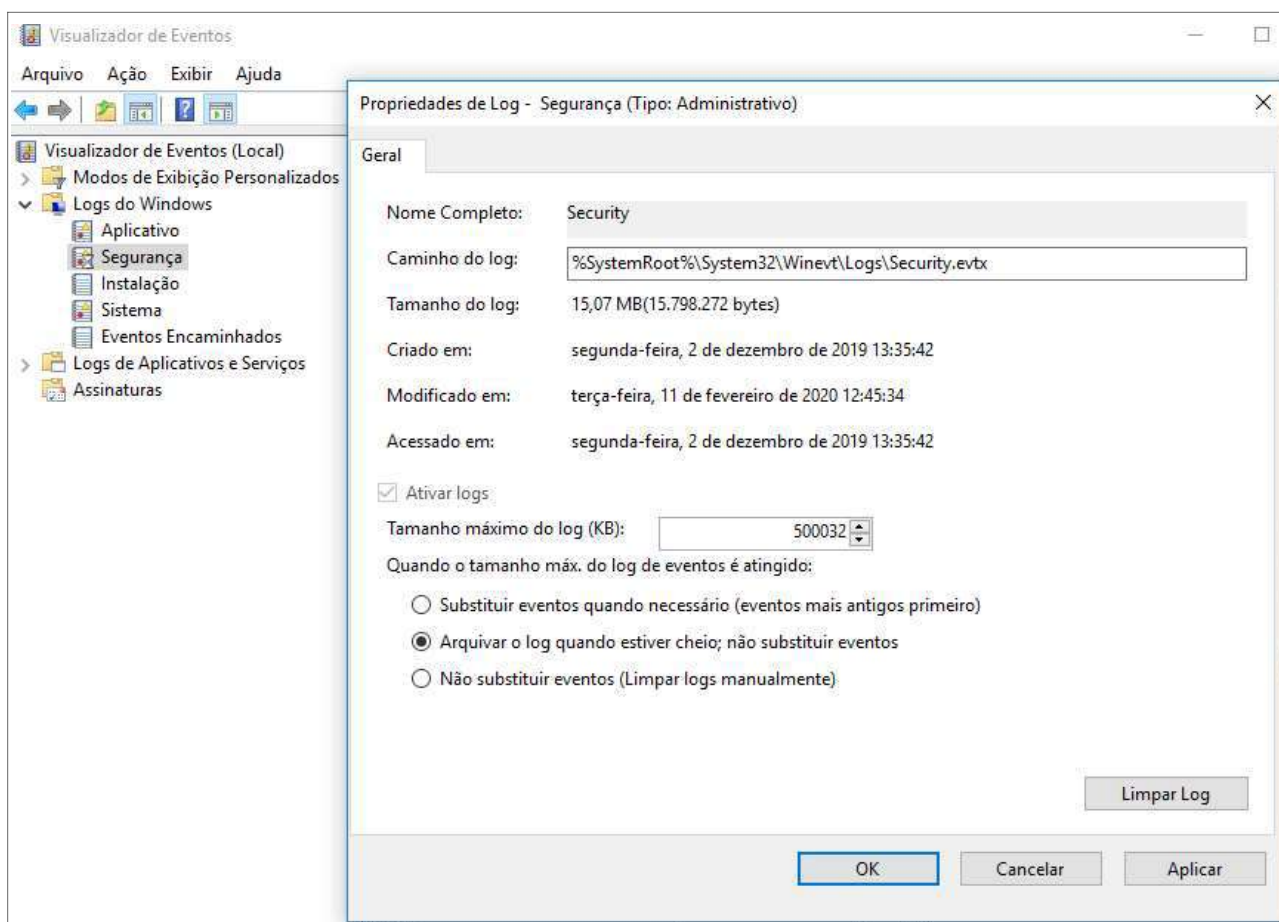 Visualizador de Eventos
Arquivo Ação Exibir Ajuda
Visualizador de Eventos (Local)
Modos de Exibição Personalizados
Logs do Windows
Aplicativo
Segurança
Instalação
Sistema
Eventos Encaminhados
Logs de Aplicativos e Serviços
Assinaturas
Propriedades de Log - Segurança (Tipo: Administrativo)
Geral
Nome Completo: Security
Caminho do log: %SystemRoot%\System32\Winevt\Logs\Security.evtx
Tamanho do log: 15,07 MB(15.798.272 bytes)
Criado em: segunda-feira, 2 de dezembro de 2019 13:35:42
Modificado em: terça-feira, 11 de fevereiro de 2020 12:45:34
Acessado em: segunda-feira, 2 de dezembro de 2019 13:35:42
Ativar logs
Tamanho máximo do log (KB): 500032
Quando o tamanho máx. do log de eventos é atingido:
Substituir eventos quando necessário (eventos mais antigos primeiro)
Arquivar o log quando estiver cheio; não substituir eventos
Não substituir eventos (Limpar logs manualmente)
Limpar Log
OK Cancelar Aplicar